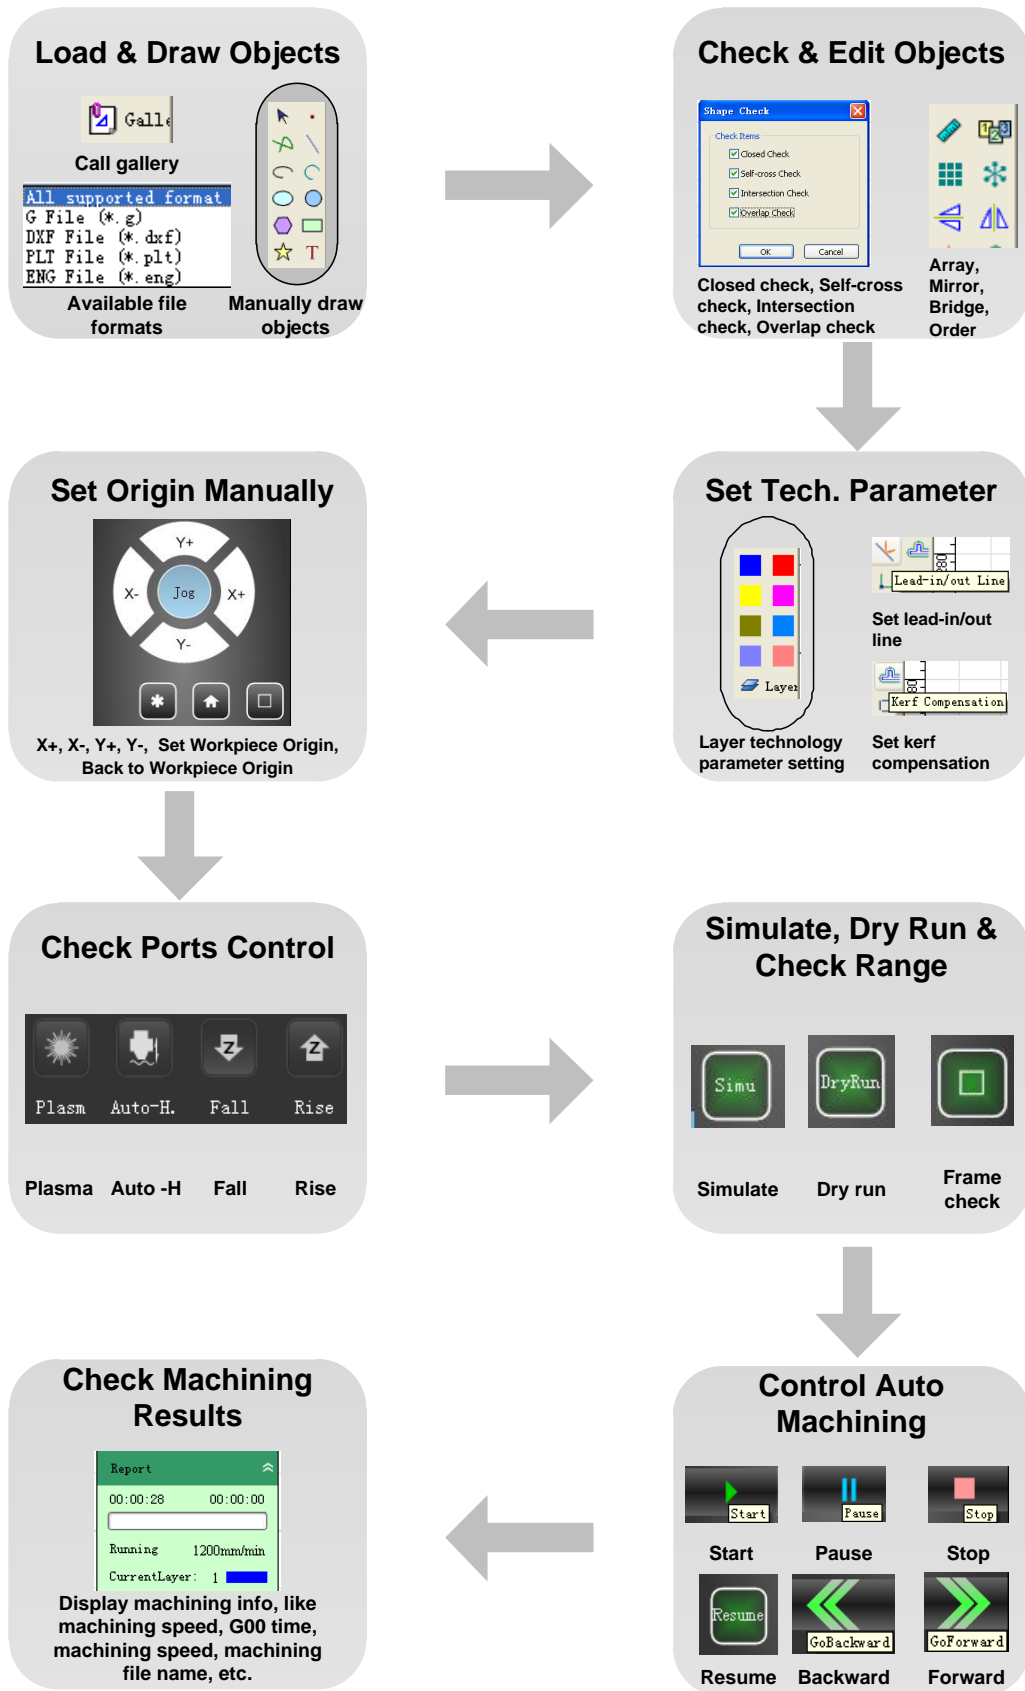 Load & Draw Objects
Galle
Call gallery
All supported format
G File (*.g)
DXF File (*.dxf)
PLT File (*.plt)
ENG File (*.eng)
Available file
formats
T
Manually draw
objects
Check & Edit Objects
Shape Check
Check Items
Closed Check
Self-cross Check
Intersection Check
Overlap Check
OK Cancel
Closed check, Self-cross
check, Intersection
check, Overlap check
1 2 3
Array,
Mirror,
Bridge,
Order
Set Origin Manually
Y+
X- Jog X+
Y-
X+, X-, Y+, Y-, Set Workpiece Origin,
Back to Workpiece Origin
Set Tech. Parameter
Layer
Layer technology
parameter setting
Lead-in/out Line
Set lead-in/out
line
Kerf Compensation
Set kerf
compensation
Check Ports Control
Z Z
Plasm Auto-H. Fall Rise
Plasma Auto -H Fall Rise
Simulate, Dry Run &
Check Range
Simu DryRun
Simulate Dry run Frame
check
Check Machining
Results
Report
00:00:28 00:00:00
Running 1200mm/min
CurrentLayer: 1
Display machining info, like
machining speed, G00 time,
machining speed, machining
file name, etc.
Control Auto
Machining
Start Pause Stop
Start Pause Stop
Resume GoBackward GoForward
Resume Backward Forward